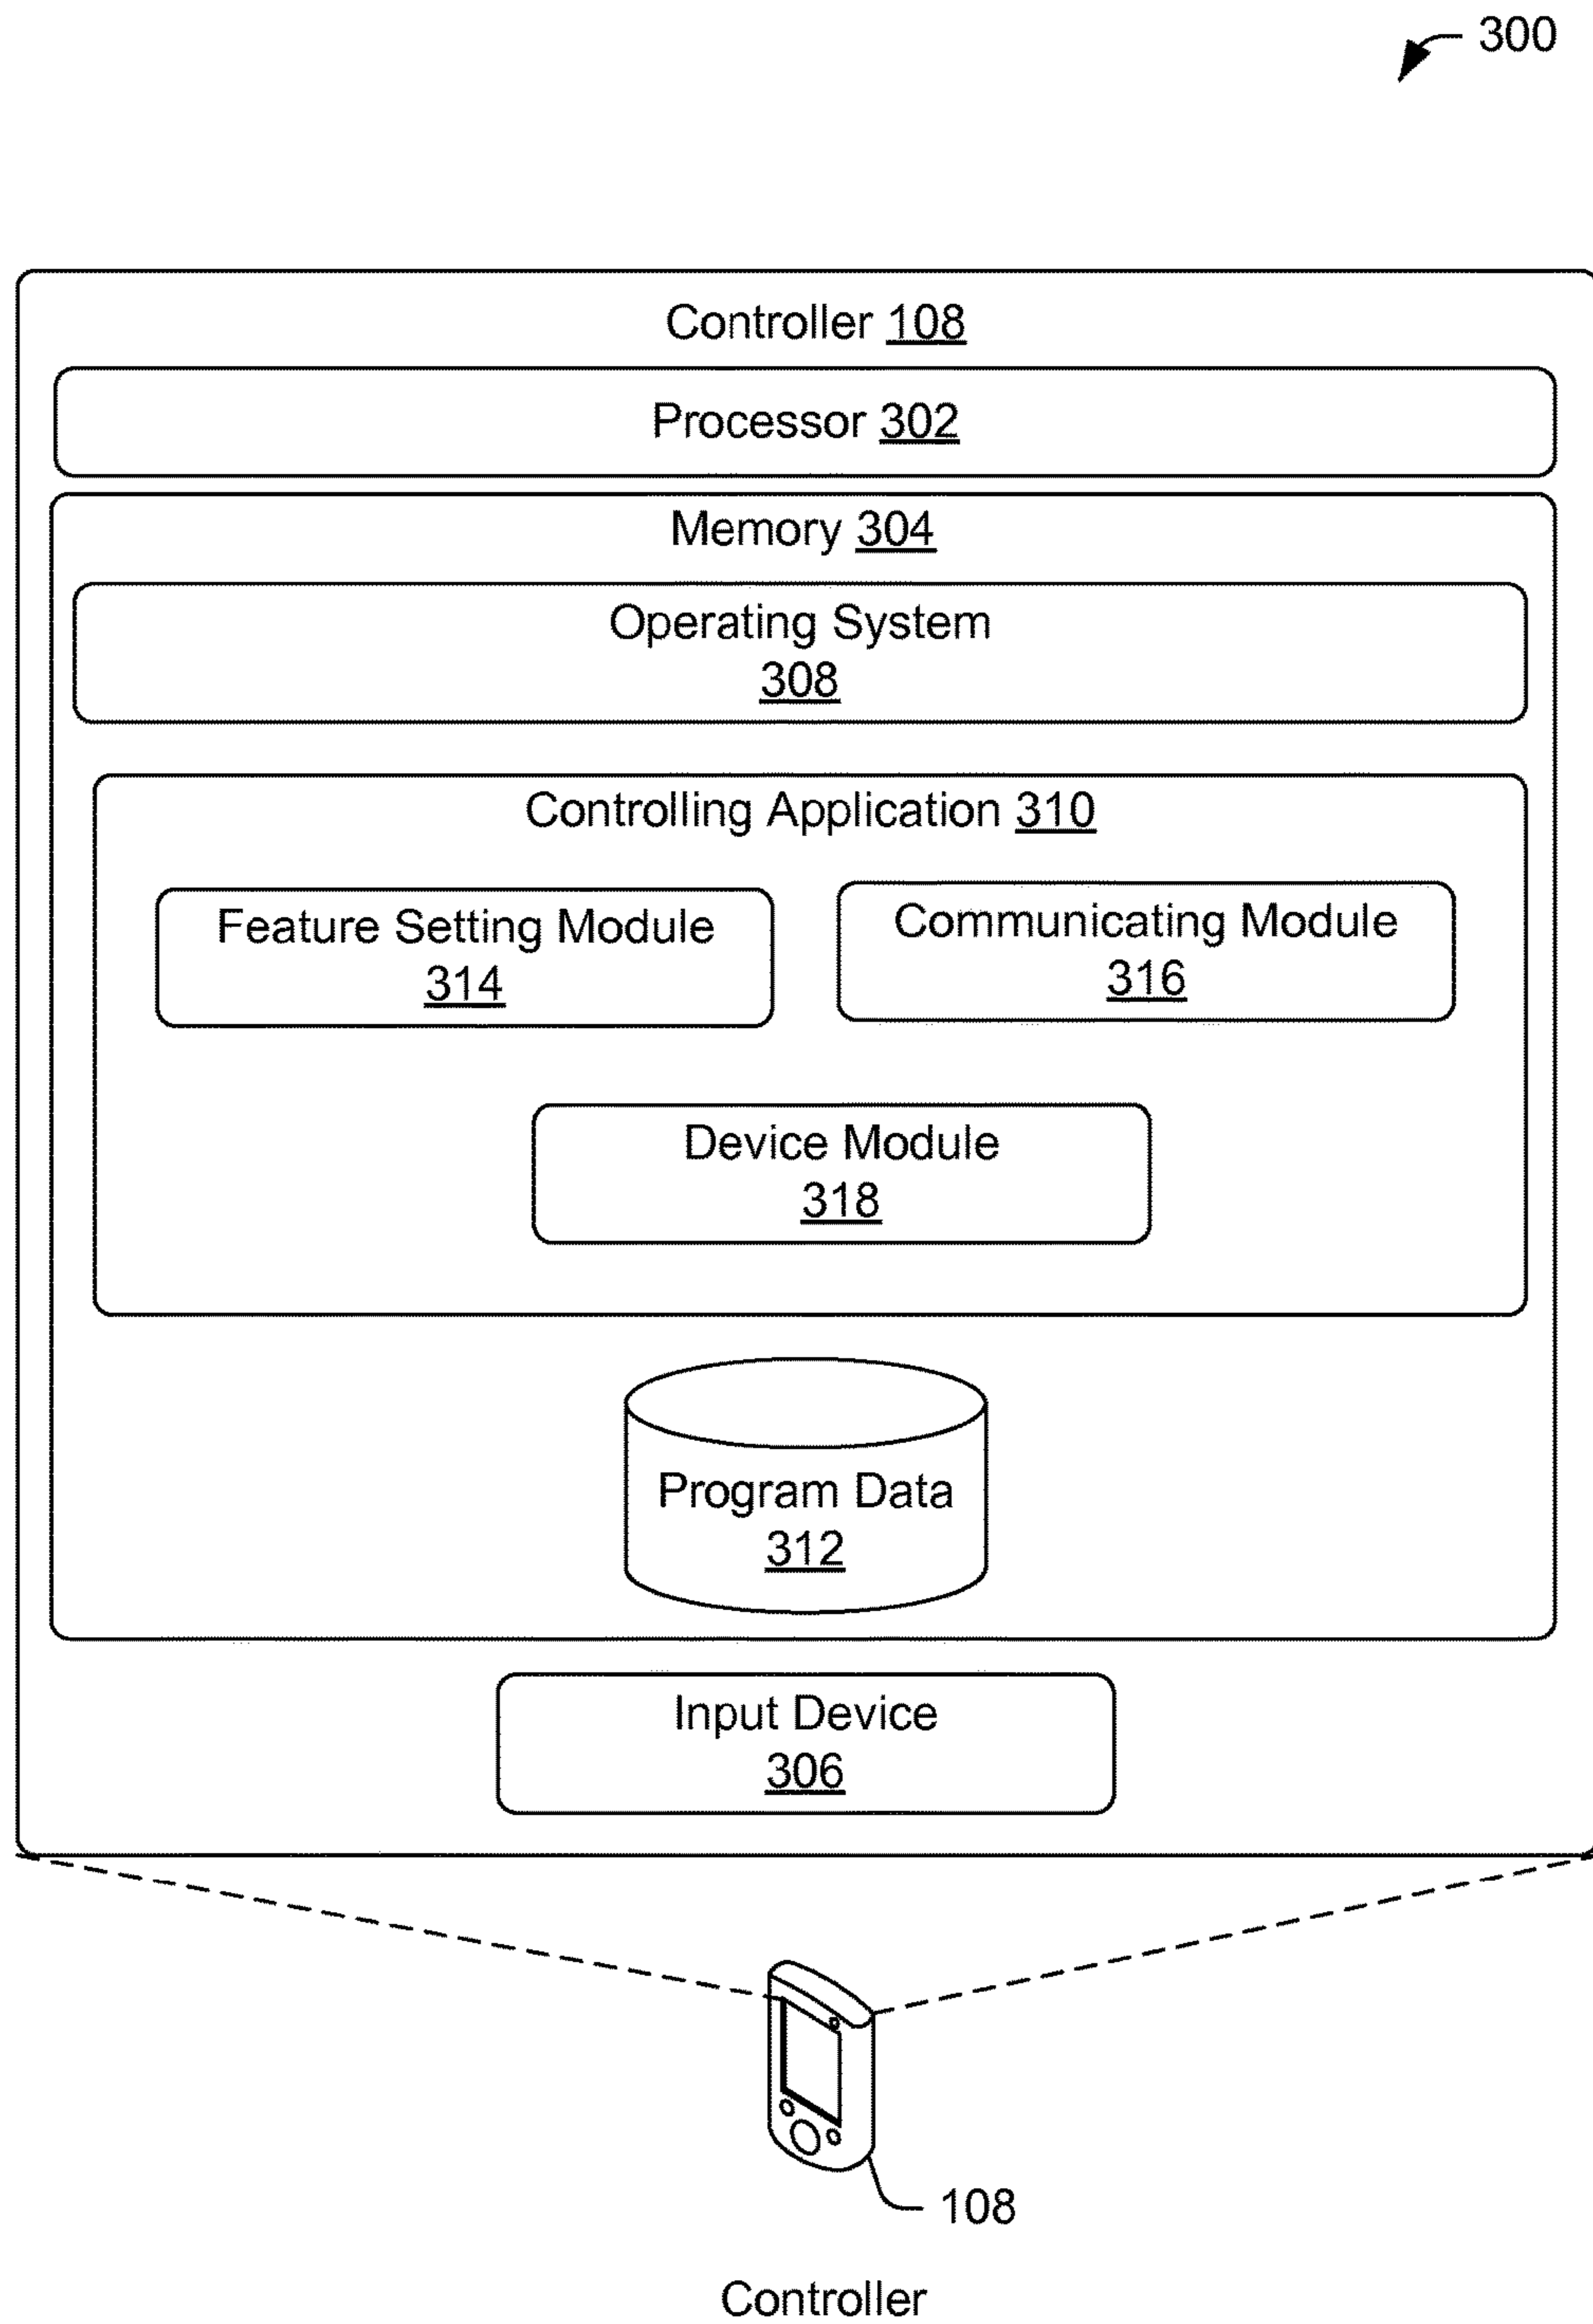 300
Controller 108
Processor 302
Memory 304
Operating System
308
Controlling Application 310
Feature Setting Module
314
Communicating Module
316
Device Module
318
Program Data
312
Input Device
306
108
Controller